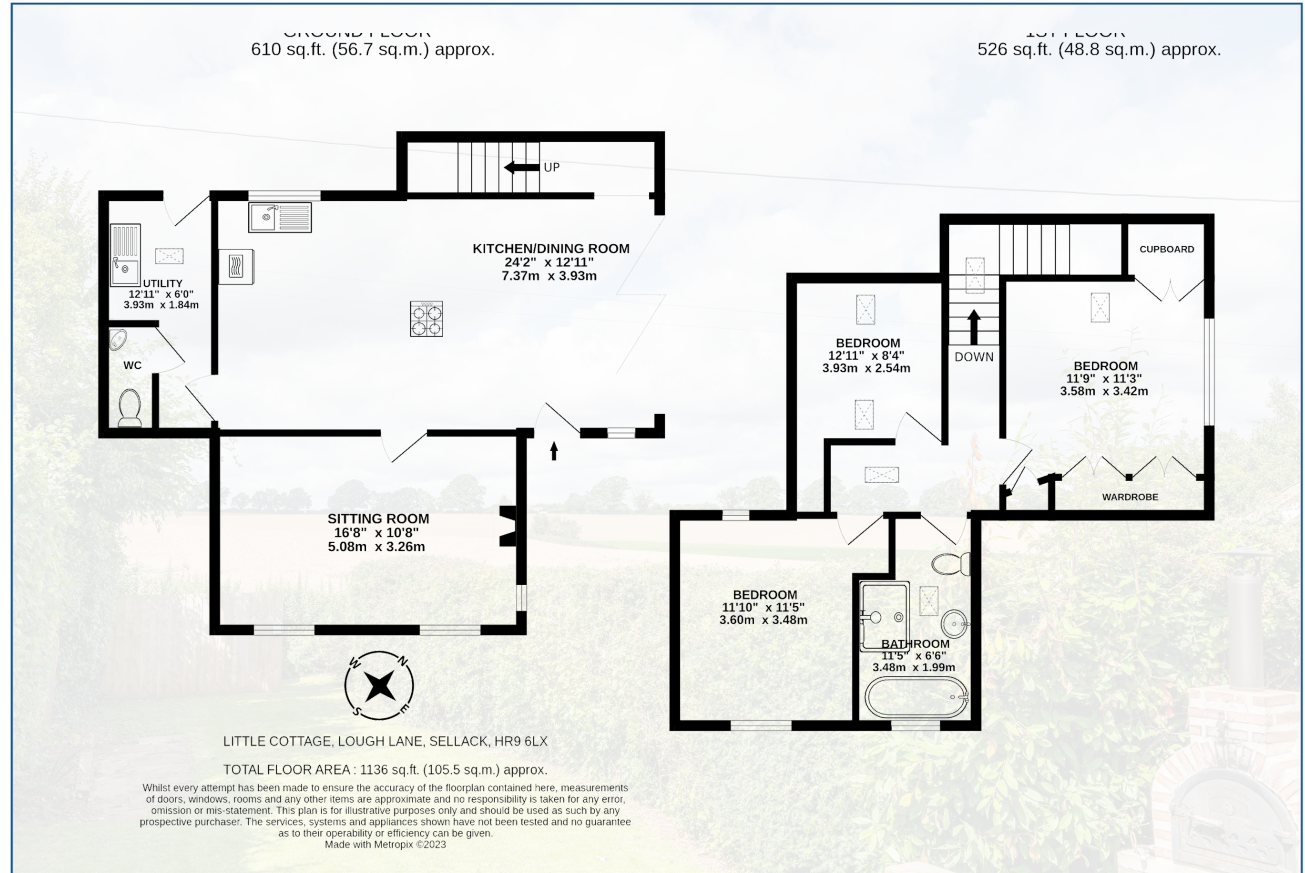 GROUND FLOOR
610 sq.ft. (56.7 sq.m.) approx.
1ST FLOOR
526 sq.ft. (48.8 sq.m.) approx.
UP
KITCHEN/DINING ROOM
24'2" x 12'11"
7.37m x 3.93m
UTILITY
12'11" x 6'0"
3.93m x 1.84m
WC
SITTING ROOM
16'8" x 10'8"
5.08m x 3.26m
CUPBOARD
BEDROOM
12'11" x 8'4"
3.93m x 2.54m
DOWN
BEDROOM
11'9" x 11'3"
3.58m x 3.42m
WARDROBE
BEDROOM
11'10" x 11'5"
3.60m x 3.48m
BATHROOM
11'5" x 6'6"
3.48m x 1.99m
W
N
S
E
LITTLE COTTAGE, LOUGH LANE, SELLACK, HR9 6LX
TOTAL FLOOR AREA : 1136 sq.ft. (105.5 sq.m.) approx.
Whilst every attempt has been made to ensure the accuracy of the floorplan contained here, measurements
of doors, windows, rooms and any other items are approximate and no responsibility is taken for any error,
omission or mis-statement. This plan is for illustrative purposes only and should be used as such by any
prospective purchaser. The services, systems and appliances shown have not been tested and no guarantee
as to their operability or efficiency can be given.
Made with Metropix ©2023